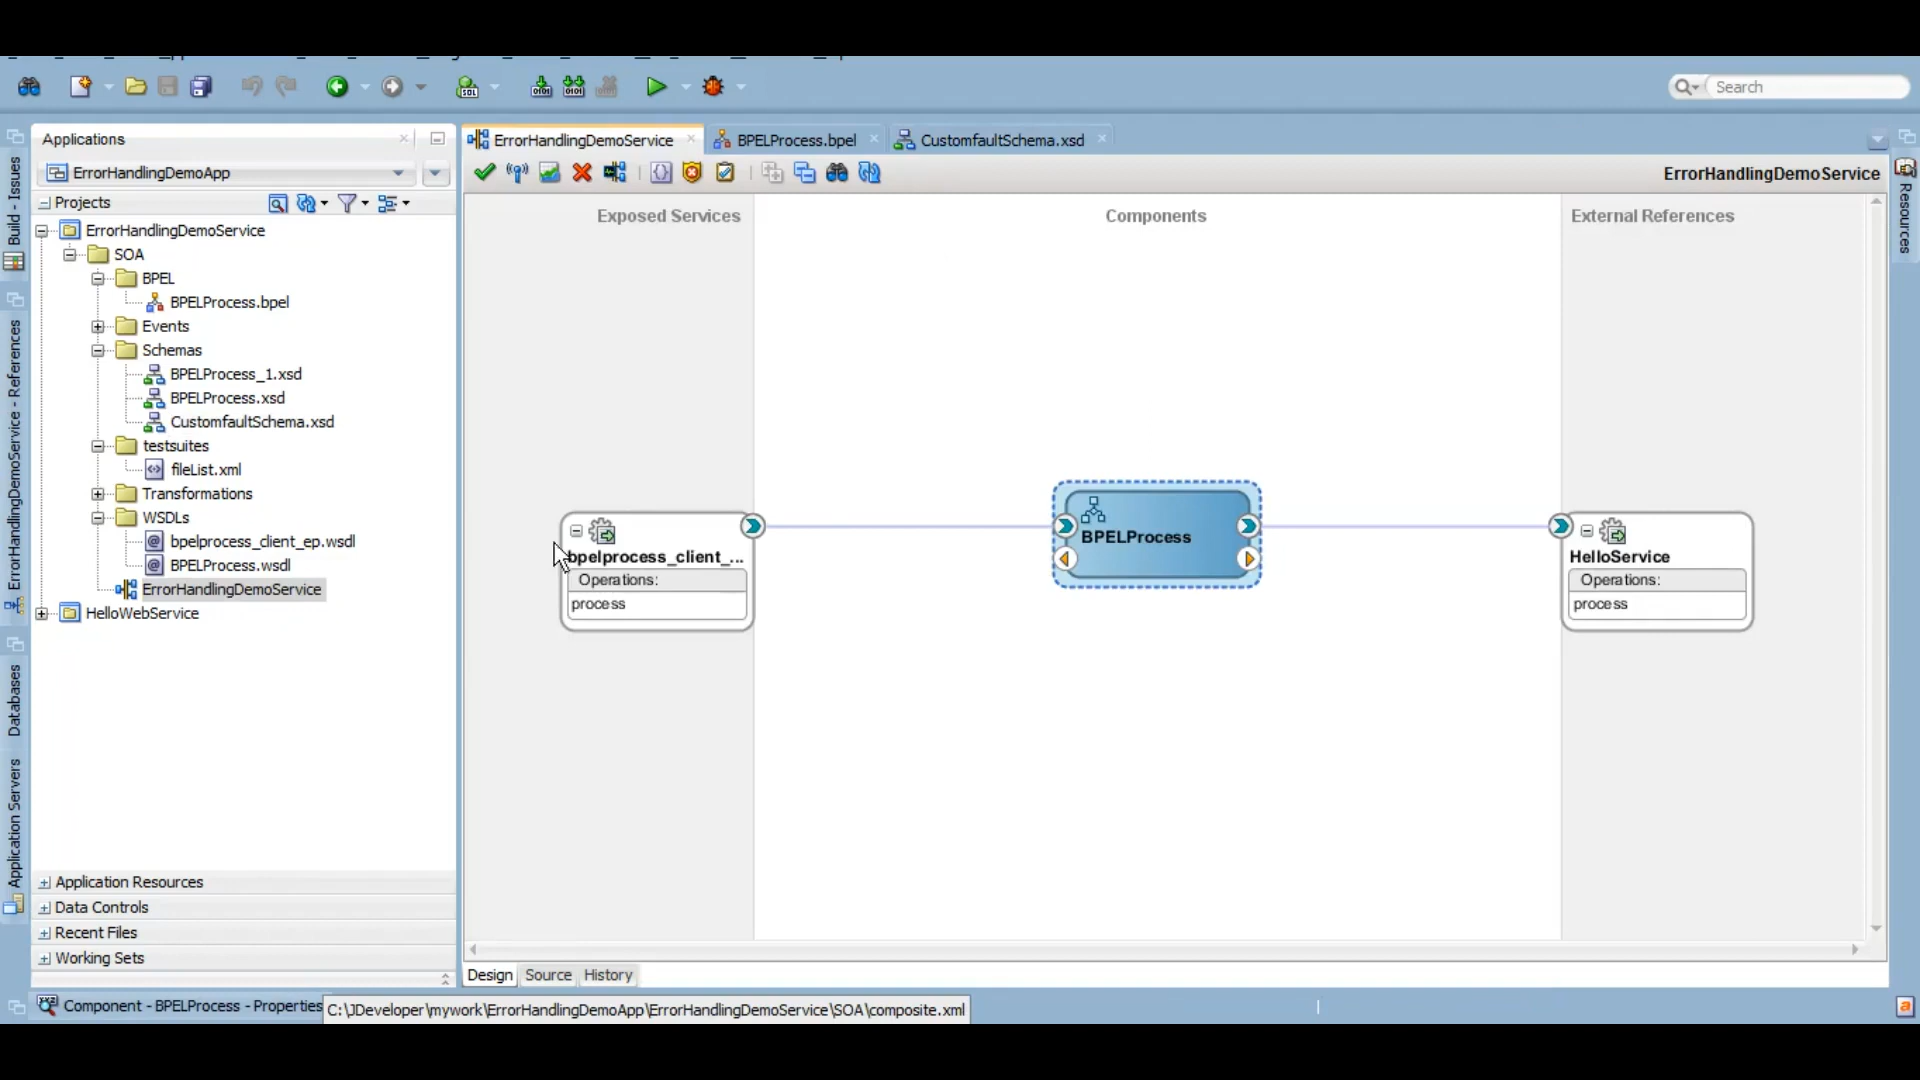 Search
Build - Issues
ErrorHandlingDemoService - References
Databases
Application Servers
Applications
ErrorHandlingDemoApp
Projects
ErrorHandlingDemoService
SOA
BPEL
BPELProcess.bpel
Events
Schemas
BPELProcess_1.xsd
BPELProcess.xsd
CustomfaultSchema.xsd
testsuites
fileList.xml
Transformations
WSDLs
bpelprocess_client_ep.wsdl
BPELProcess.wsdl
ErrorHandlingDemoService
HelloWebService
Application Resources
Data Controls
Recent Files
Working Sets
ErrorHandlingDemoService
BPELProcess.bpel
CustomfaultSchema.xsd
ErrorHandlingDemoService
Exposed Services
Components
External References
bpelprocess_client_...
Operations:
process
BPELProcess
HelloService
Operations:
process
Design
Source
History
Resources
Component - BPELProcess - Properties
C:\JDeveloper\mywork\ErrorHandlingDemoApp\ErrorHandlingDemoService\SOA\composite.xml